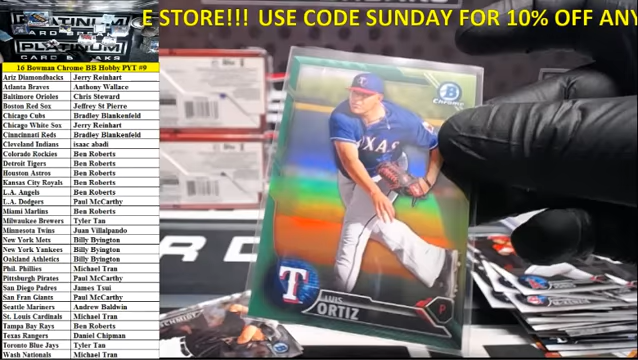 E STORE!!! USE CODE SUNDAY FOR 10% OFF ANY
PLATINUM
PLATINUM
CARD BREAKS
16 Bowman Chrome BB Hobby PYT #9
Ariz Diamondbacks Jerry Reinhart
Atlanta Braves Anthony Wallace
Baltimore Orioles Chris Steward
Boston Red Sox Jeffrey St Pierre
Chicago Cubs Bradley Blankenfeld
Chicago White Sox Jerry Reinhart
Cinncinnati Reds Bradley Blankenfeld
Cleveland Indians isaac abadi
Colorado Rockies Ben Roberts
Detroit Tigers Ben Roberts
Houston Astros Ben Roberts
Kansas City Royals Ben Roberts
L.A. Angels Ben Roberts
L.A. Dodgers Paul McCarthy
Miami Marlins Ben Roberts
Milwaukee Brewers Tyler Tan
Minnesota Twins Juan Villalpando
New York Mets Billy Byington
New York Yankees Billy Byington
Oakland Athletics Billy Byington
Phil. Phillies Michael Tran
Pittsburgh Pirates Paul McCarthy
San Diego Padres James Tsui
San Fran Giants Paul McCarthy
Seattle Mariners Andrew Baldwin
St. Louis Cardinals Michael Tran
Tampa Bay Rays Ben Roberts
Texas Rangers Daniel Chipman
Toronto Blue Jays Tyler Tan
Wash Nationals Michael Tran
B
Chrome
TEXAS
T
LUIS
ORTIZ
P